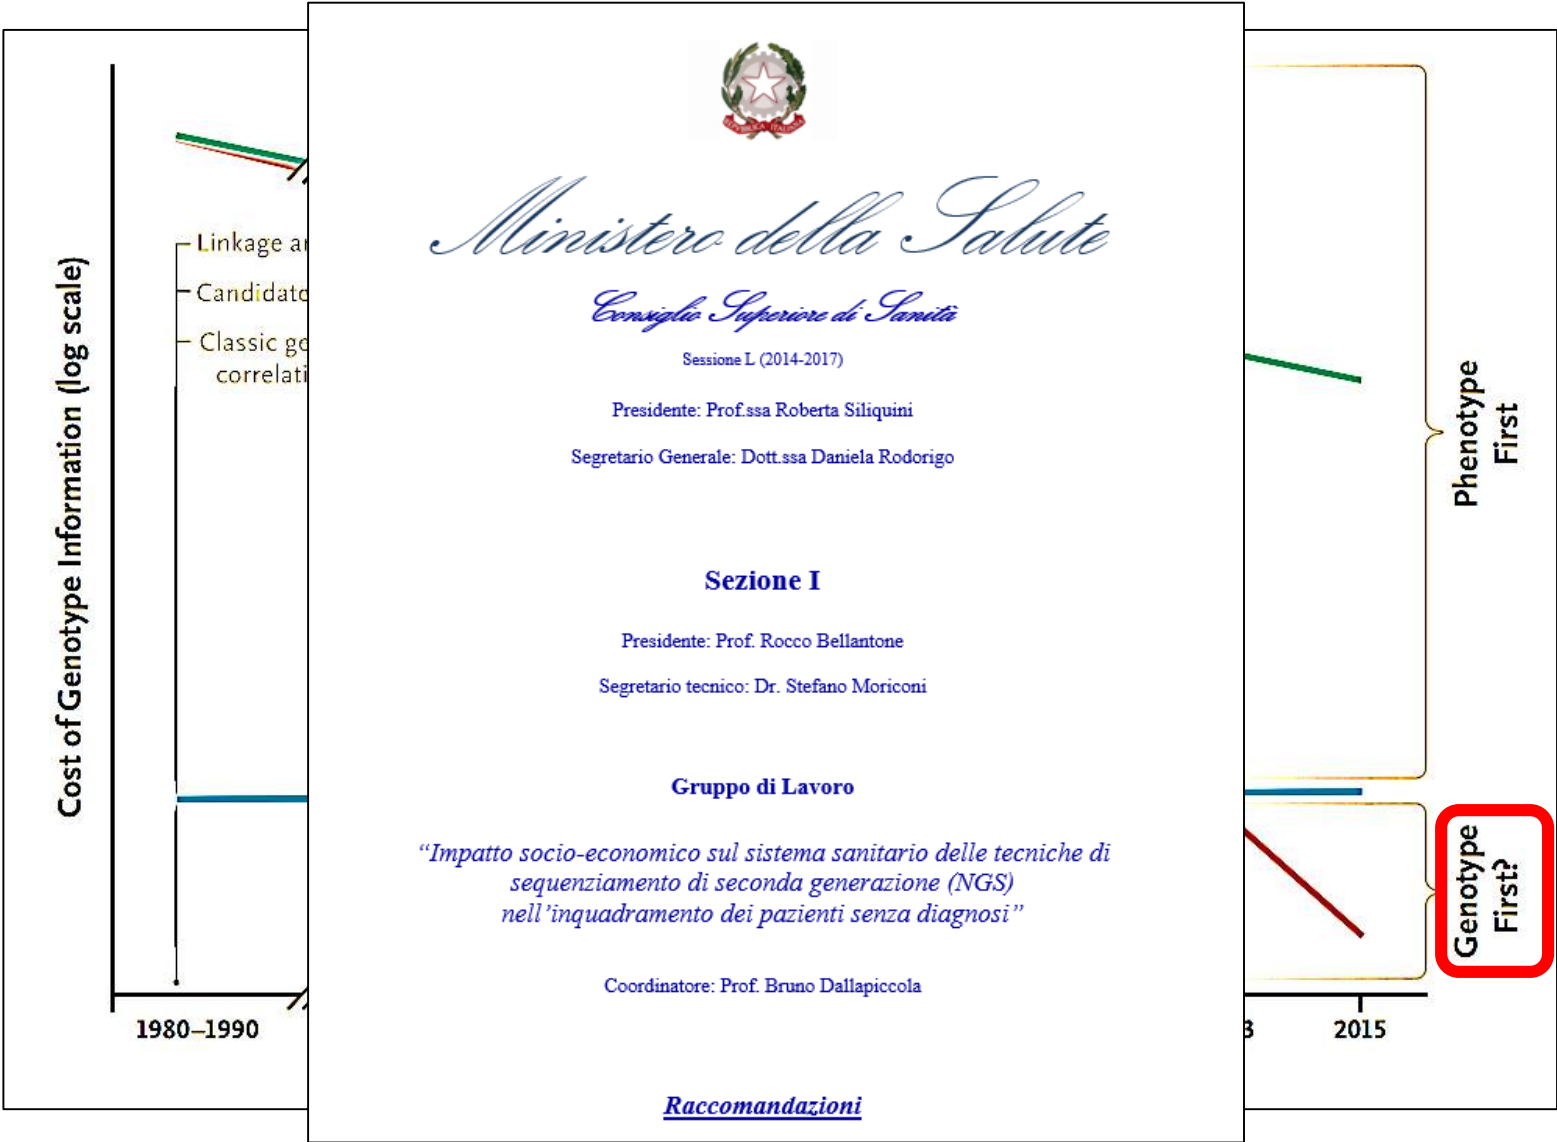 REPVBBLICA ITALIANA
Ministero della Salute
Consiglio Superiore di Sanità
Sessione L (2014-2017)
Presidente: Prof.ssa Roberta Siliquini
Segretario Generale: Dott.ssa Daniela Rodorigo
Sezione I
Presidente: Prof. Rocco Bellantone
Segretario tecnico: Dr. Stefano Moriconi
Gruppo di Lavoro
“Impatto socio-economico sul sistema sanitario delle tecniche di
sequenziamento di seconda generazione (NGS)
nell’inquadramento dei pazienti senza diagnosi”
Coordinatore: Prof. Bruno Dallapiccola
Raccomandazioni
Cost of Genotype Information (log scale)
Linkage
Classic
1980–1990
2015
Phenotype
First
Genotype
First?